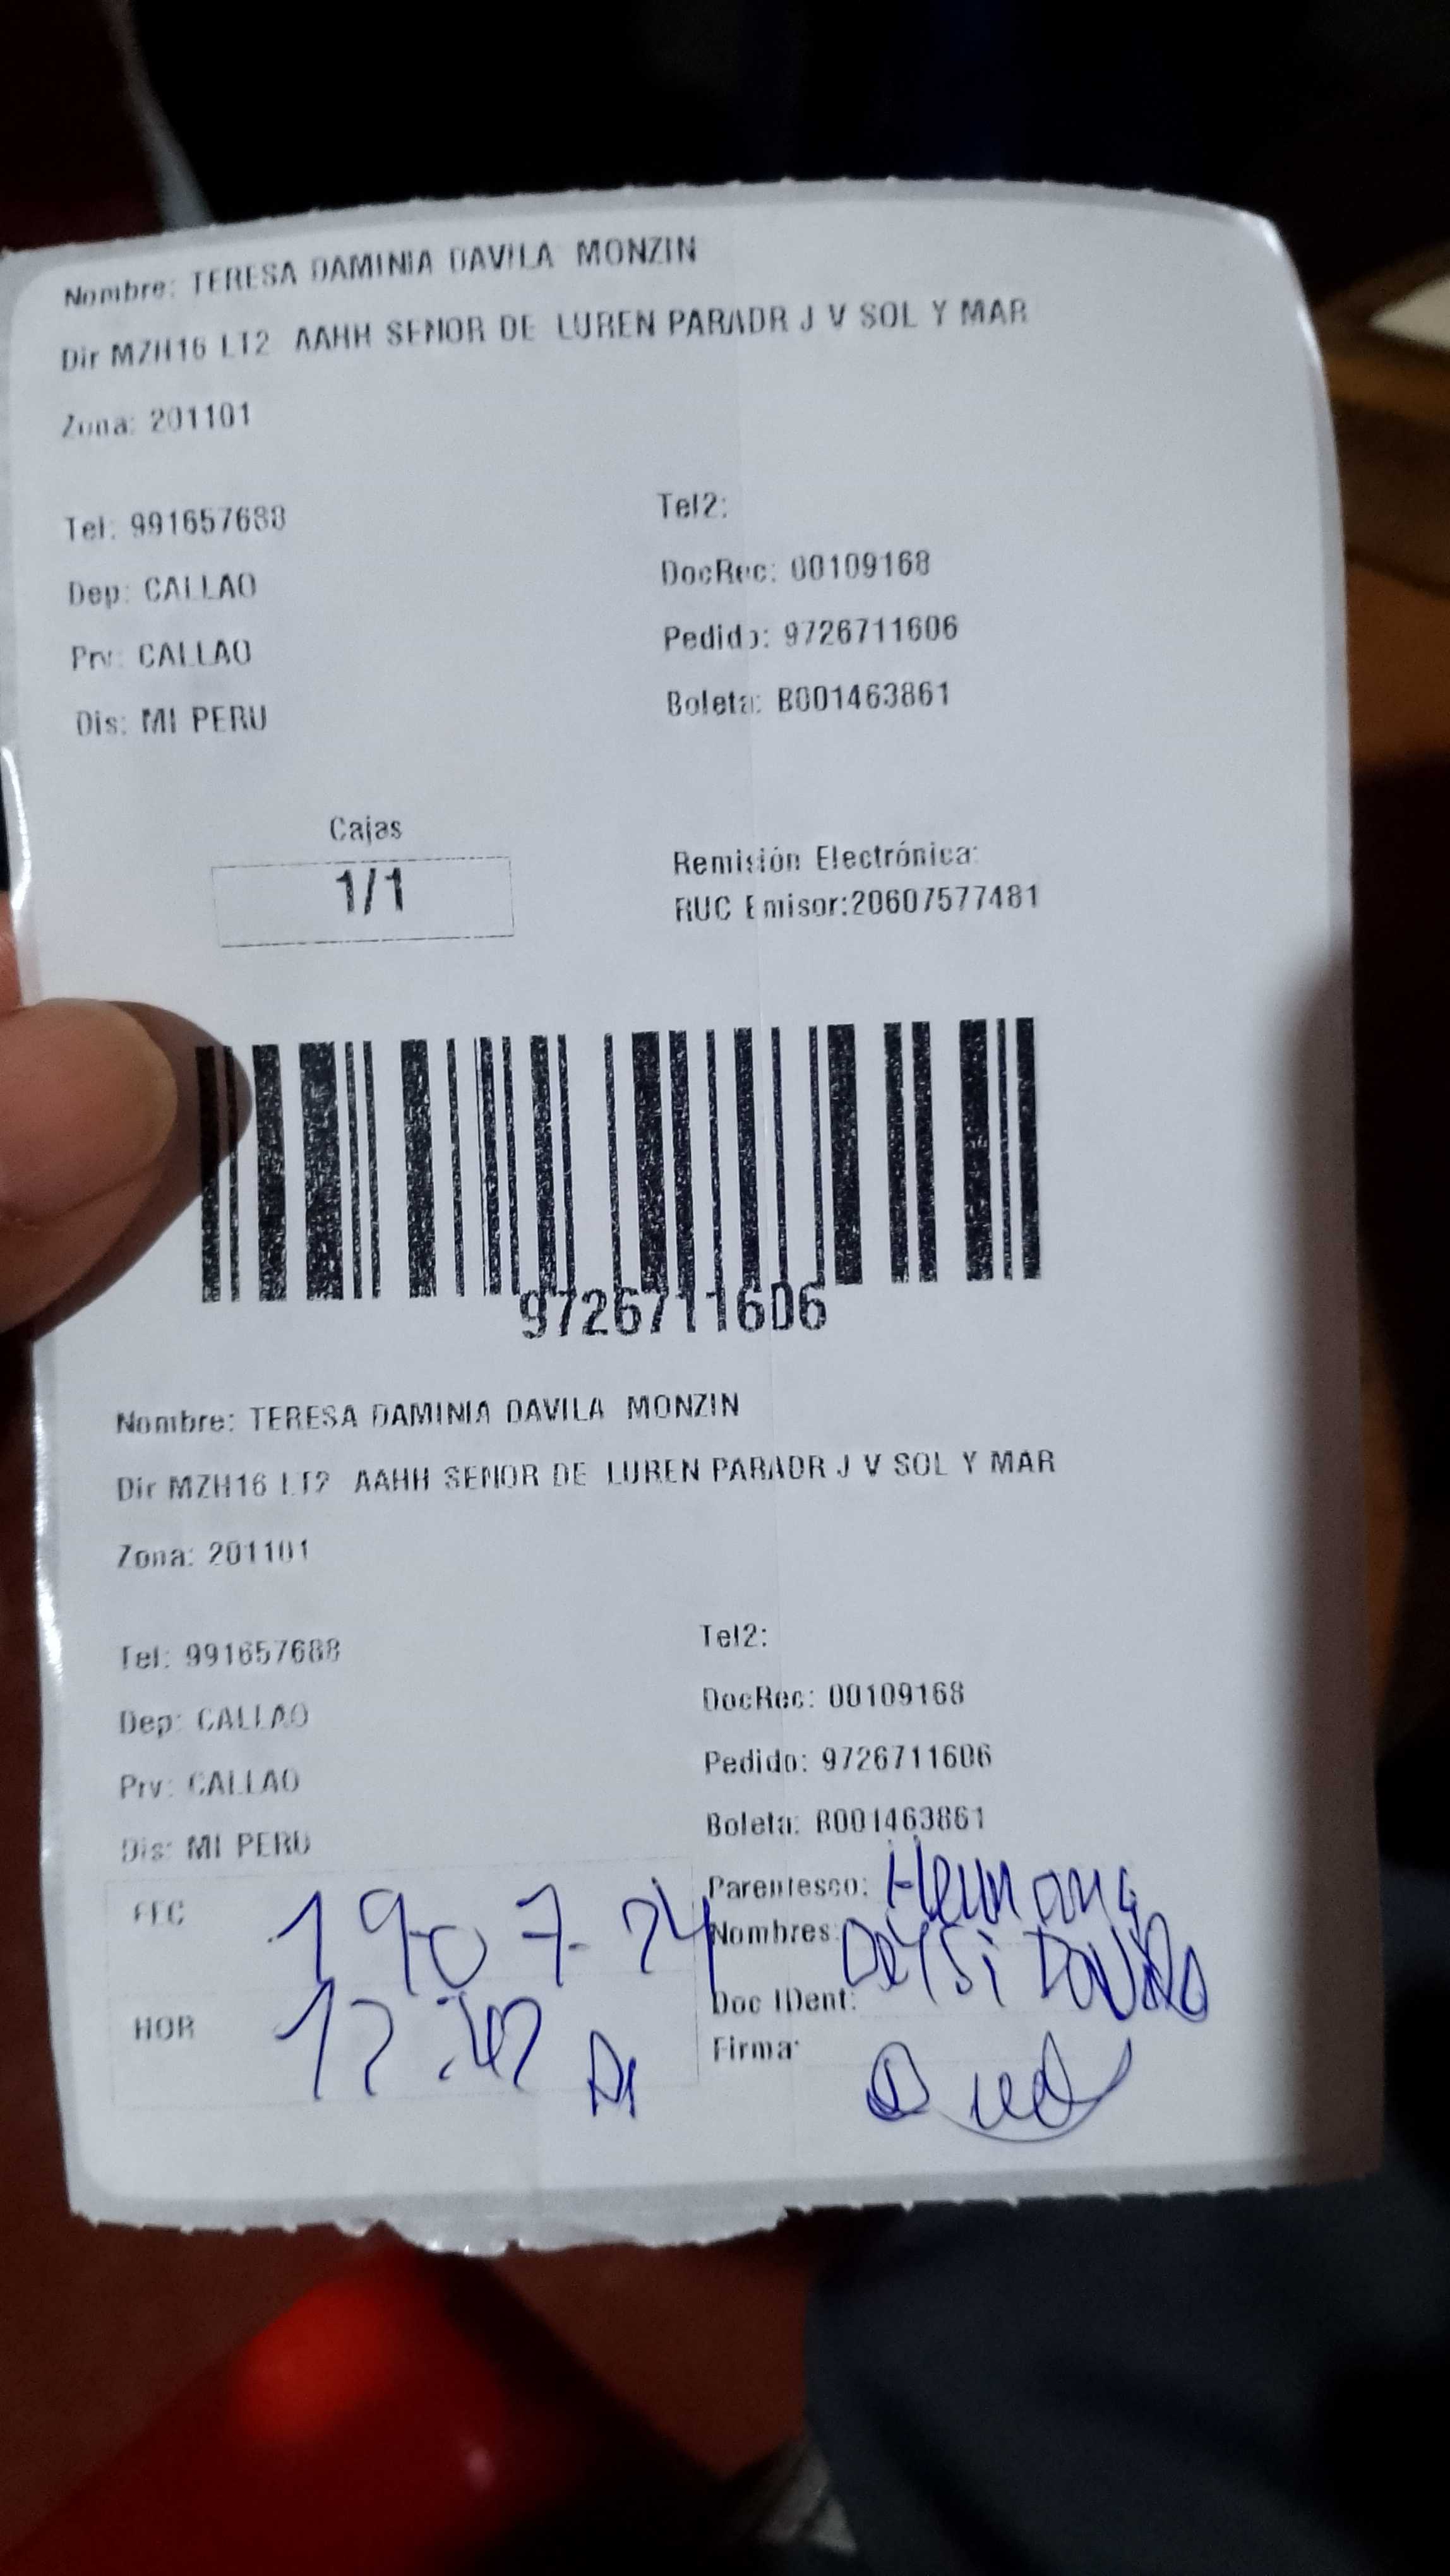 Nombre: TERESA DAMINIA DAVILA MONZIN
Dir MZH16 LT2 AAHH SENOR DE LUREN PARADR J V SOL Y MAR
Zona: 201101
Tel: 991657688
Tel2:
Dep: CALLAO
DocRec: 00109168
Prv: CALLAO
Pedido: 9726711606
Dis: MI PERU
Boleta: B001463861
Cajas
1/1
Remisión Electrónica:
RUC Emisor:20607577481
9726711606
Nombre: TERESA DAMINIA DAVILA MONZIN
Dir MZH16 LT2 AAHH SENOR DE LUREN PARADR J V SOL Y MAR
Zona: 201101
Tel: 991657688
Tel2:
Dep: CALLAO
DocRec: 00109168
Prv: CALLAO
Pedido: 9726711606
Dis: MI PERU
Boleta: B001463861
FEC 19-07-24
Parentesco: Hermana
Nombres: Deysi Davila
Doc IDent:
HOR 12:42
Firma: